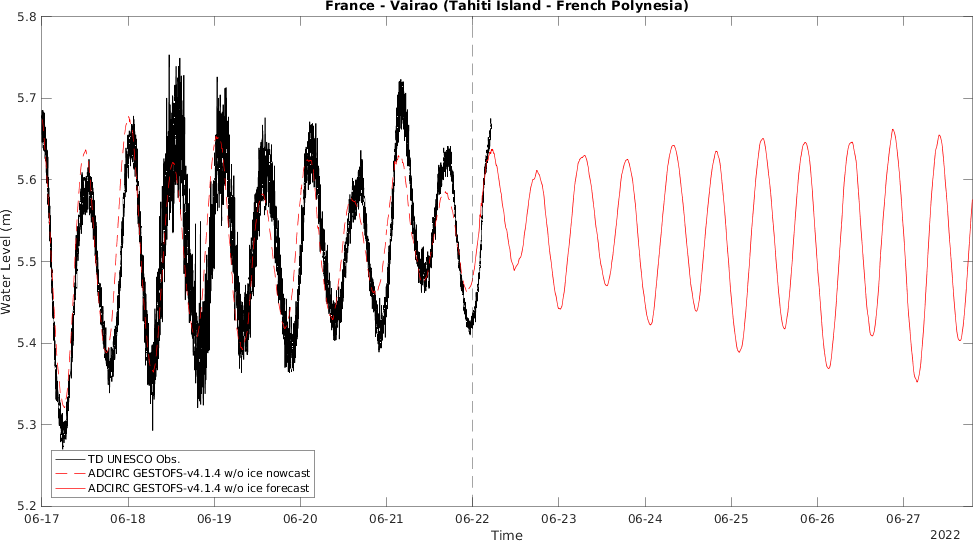 France - Vairao (Tahiti Island - French Polynesia)
5.8
5.7
5.6
5.5
5.4
5.3
5.2
Water Level (m)
TD UNESCO Obs.
ADCIRC GESTOFS-v4.1.4 w/o ice nowcast
ADCIRC GESTOFS-v4.1.4 w/o ice forecast
06-17 06-18 06-19 06-20 06-21 06-22 06-23 06-24 06-25 06-26 06-27
Time
2022